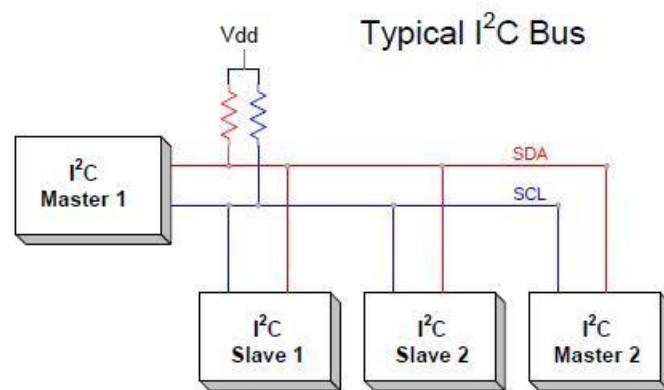 Typical I²C Bus
Vdd
I²C
Master 1
SDA
SCL
I²C
Slave 1
I²C
Slave 2
I²C
Master 2